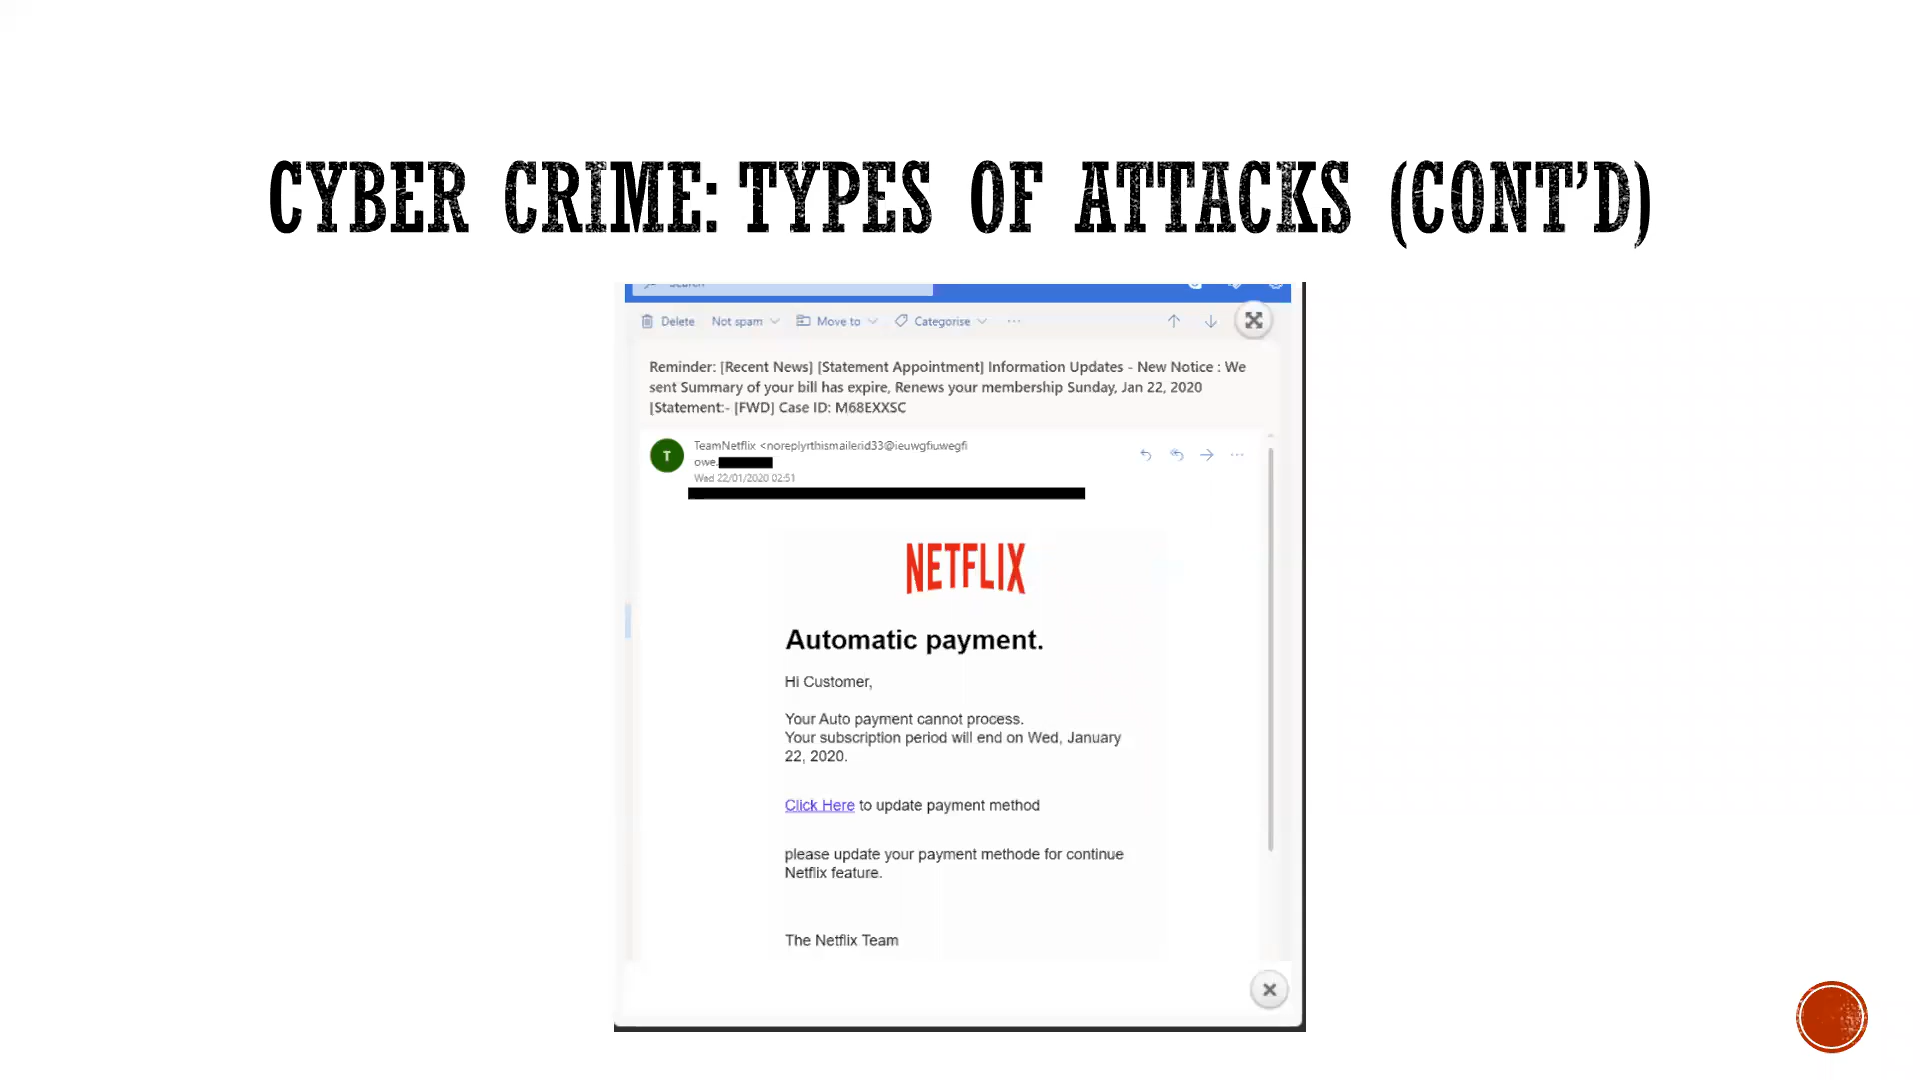 CYBER CRIME: TYPES OF ATTACKS (CONT'D)
Search
Delete Not spam Move to Categorise ...
Reminder: [Recent News] [Statement Appointment] Information Updates - New Notice : We
sent Summary of your bill has expire, Renews your membership Sunday, Jan 22, 2020
[Statement:- [FWD] Case ID: M68EXXSC
T
TeamNetflix <noreplyrthismailerid33@ieuwgfiuwegfi
owe.
Wed 22/01/2020 02:51
NETFLIX
Automatic payment.
Hi Customer,
Your Auto payment cannot process.
Your subscription period will end on Wed, January
22, 2020.
Click Here to update payment method
please update your payment methode for continue
Netflix feature.
The Netflix Team